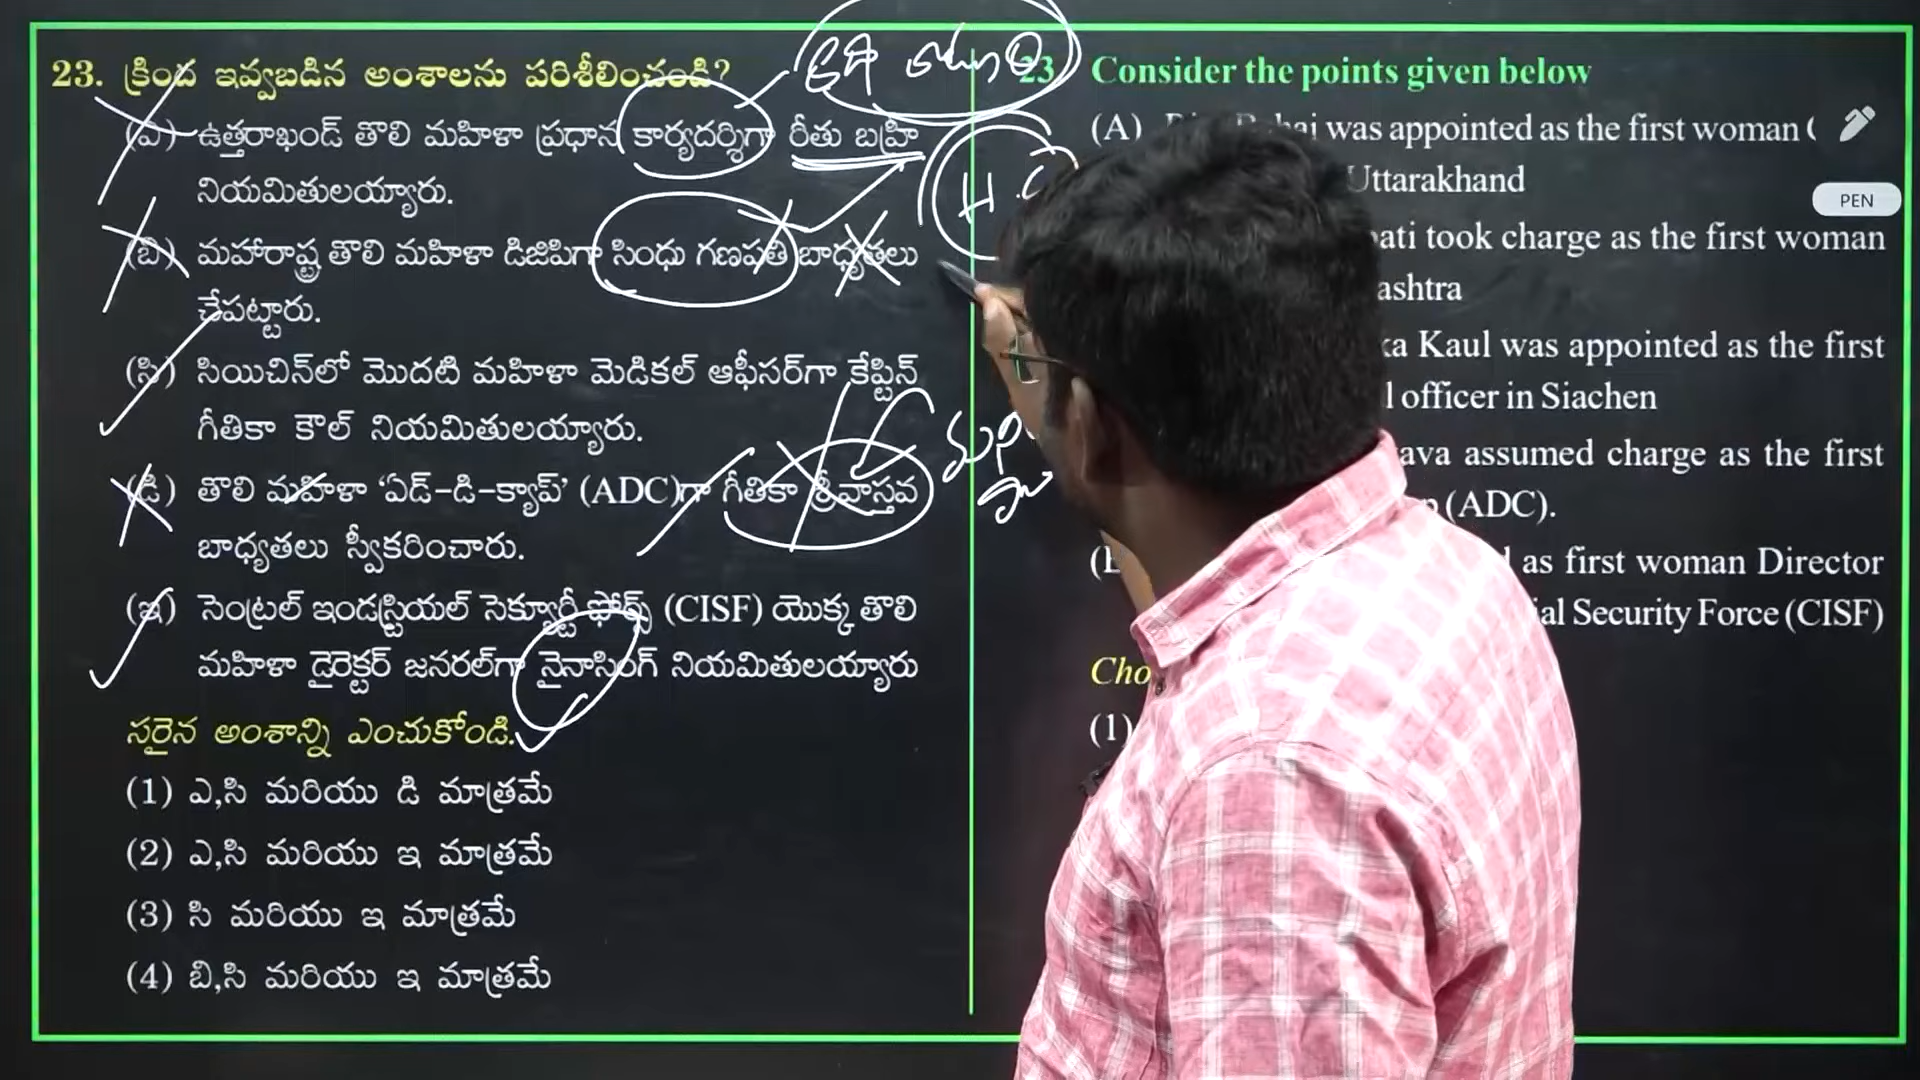 23. క్రింద ఇవ్వబడిన అంశాలను పరిశీలించండి?
(ఎ) ఉత్తరాఖండ్ తొలి మహిళా ప్రధాన కార్యదర్శిగా రీతు బహ్రి
నియమితులయ్యారు.
(బి) మహారాష్ట్ర తొలి మహిళా డిజిపిగా సింధు గణపతి బాధ్యతలు
చేపట్టారు.
(సి) సియిచిన్‌లో మొదటి మహిళా మెడికల్ ఆఫీసర్‌గా కేప్టిన్
గీతికా కౌల్ నియమితులయ్యారు.
(డి) తొలి మహిళా ‘ఏడ్-డి-క్యాప్’ (ADC)గా గీతికా శ్రీవాస్తవ
బాధ్యతలు స్వీకరించారు.
(ఇ) సెంట్రల్ ఇండస్ట్రియల్ సెక్యూర్టీ ఫోర్స్ (CISF) యొక్క తొలి
మహిళా డైరెక్టర్ జనరల్‌గా నైనాసింగ్ నియమితులయ్యారు
సరైన అంశాన్ని ఎంచుకోండి.
(1) ఎ,సి మరియు డి మాత్రమే
(2) ఎ,సి మరియు ఇ మాత్రమే
(3) సి మరియు ఇ మాత్రమే
(4) బి,సి మరియు ఇ మాత్రమే
H.C
23. Consider the points given below
(A) was appointed as the first woman
Uttarakhand
took charge as the first woman
Kaul was appointed as the first
officer in Siachen
assumed charge as the first
(ADC).
as first woman Director
Security Force (CISF)
(1)
PEN